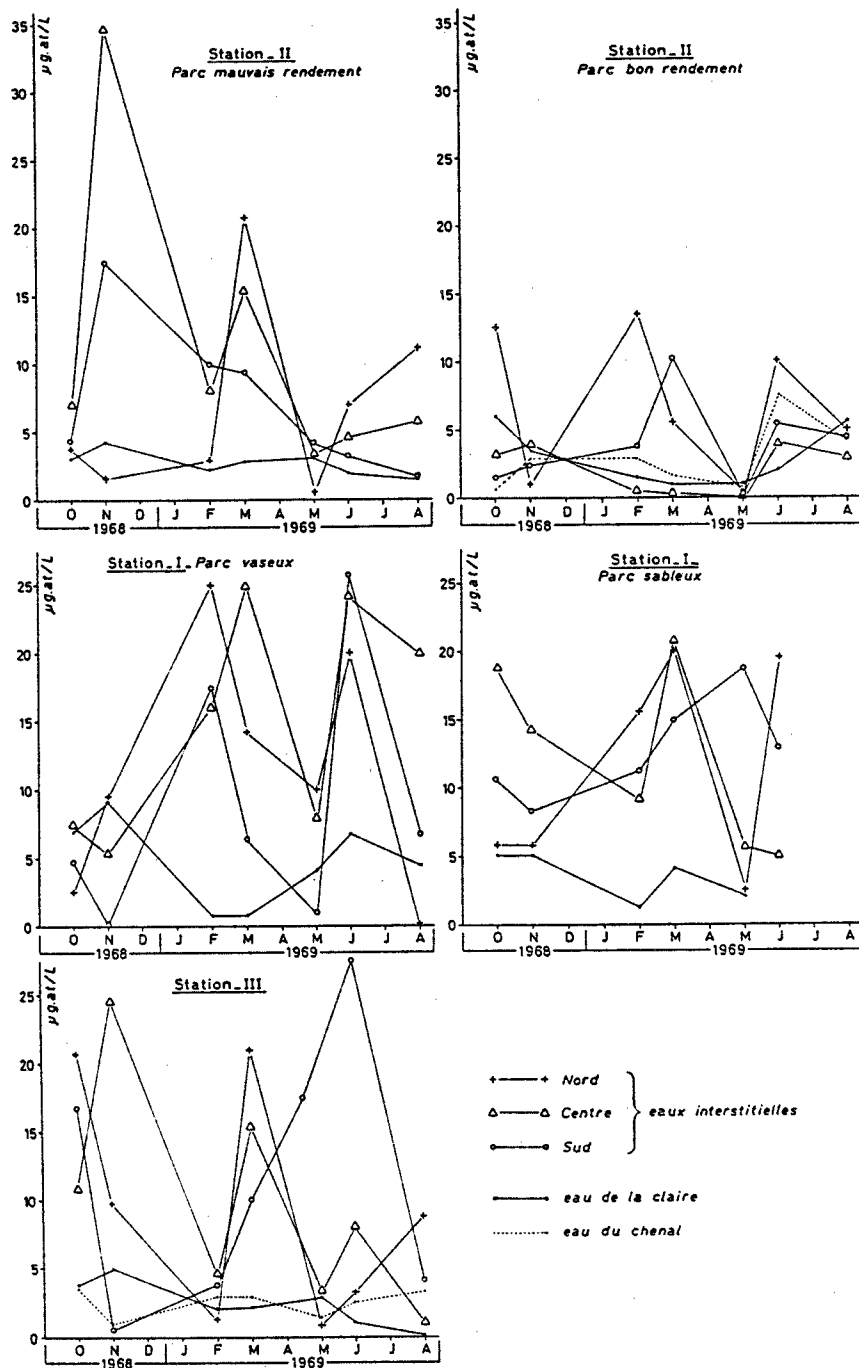 µg.at/L
35
30
25
20
15
10
5
0
Station_II
Parc mauvais rendement
O N D J F M A M J J A
1968 1969
µg.at/L
35
30
25
20
15
10
5
0
Station_II
Parc bon rendement
O N D J F M A M J J A
1968 1969
µg.at/L
25
20
15
10
5
0
Station_I_Parc vaseux
O N D J F M A M J J A
1968 1969
µg.at/L
25
20
15
10
5
0
Station_I_
Parc sableux
O N D J F M A M J J A
1968 1969
µg.at/L
25
20
15
10
5
0
Station_III
O N D J F M A M J J A
1968 1969
Nord
Centre
Sud
eaux interstitielles
eau de la claire
eau du chenal